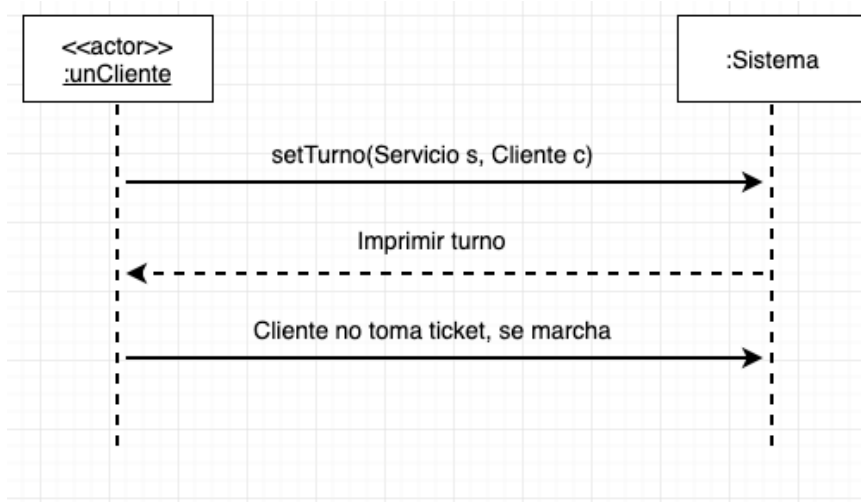 <<actor>>
:unCliente
:Sistema
setTurno(Servicio s, Cliente c)
Imprimir turno
Cliente no toma ticket, se marcha